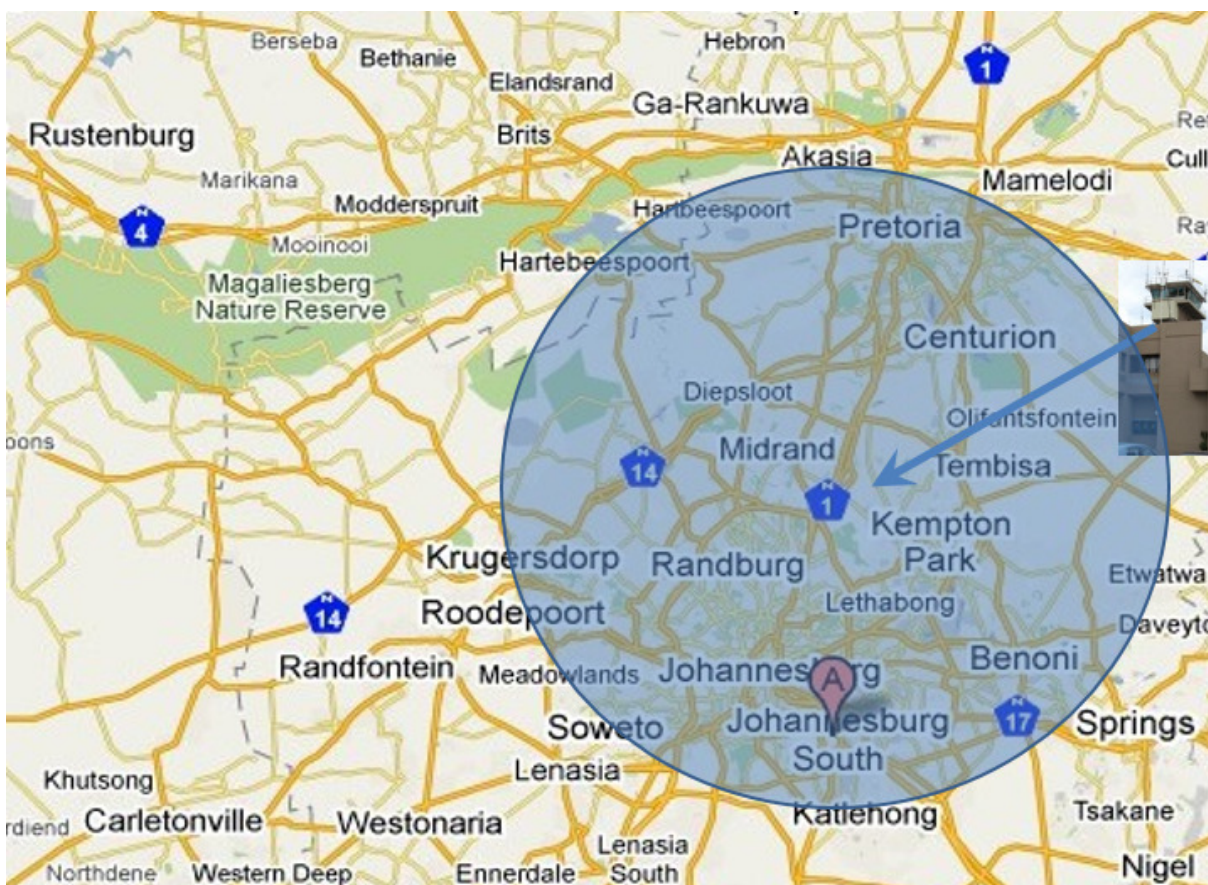 Berseba
Bethanie
Hebron
N
1
Elandsrand
Ga-Rankuwa
Rustenburg
Brits
Akasia
Cull
Marikana
Mamelodi
Modderspruit
Hartbeespoort
N
4
Mooinooi
Pretoria
Hartebeespoort
Magaliesberg
Nature Reserve
Centurion
Diepsloot
Olifantsfontein
oons
Midrand
N
14
Tembisa
N
1
Kempton
Park
Krugersdorp
Randburg
Etwatwa
N
14
Roodepoort
Lethabong
Daveyto
Randfontein
Meadowlands
Johannesburg
A
Benoni
Soweto
Johannesburg
South
N
17
Springs
Khutsong
Lenasia
Carletonville
Westonaria
Katlehong
Tsakane
rdiend
Lenasia
South
Northdene
Western Deep
Ennerdale
Nigel